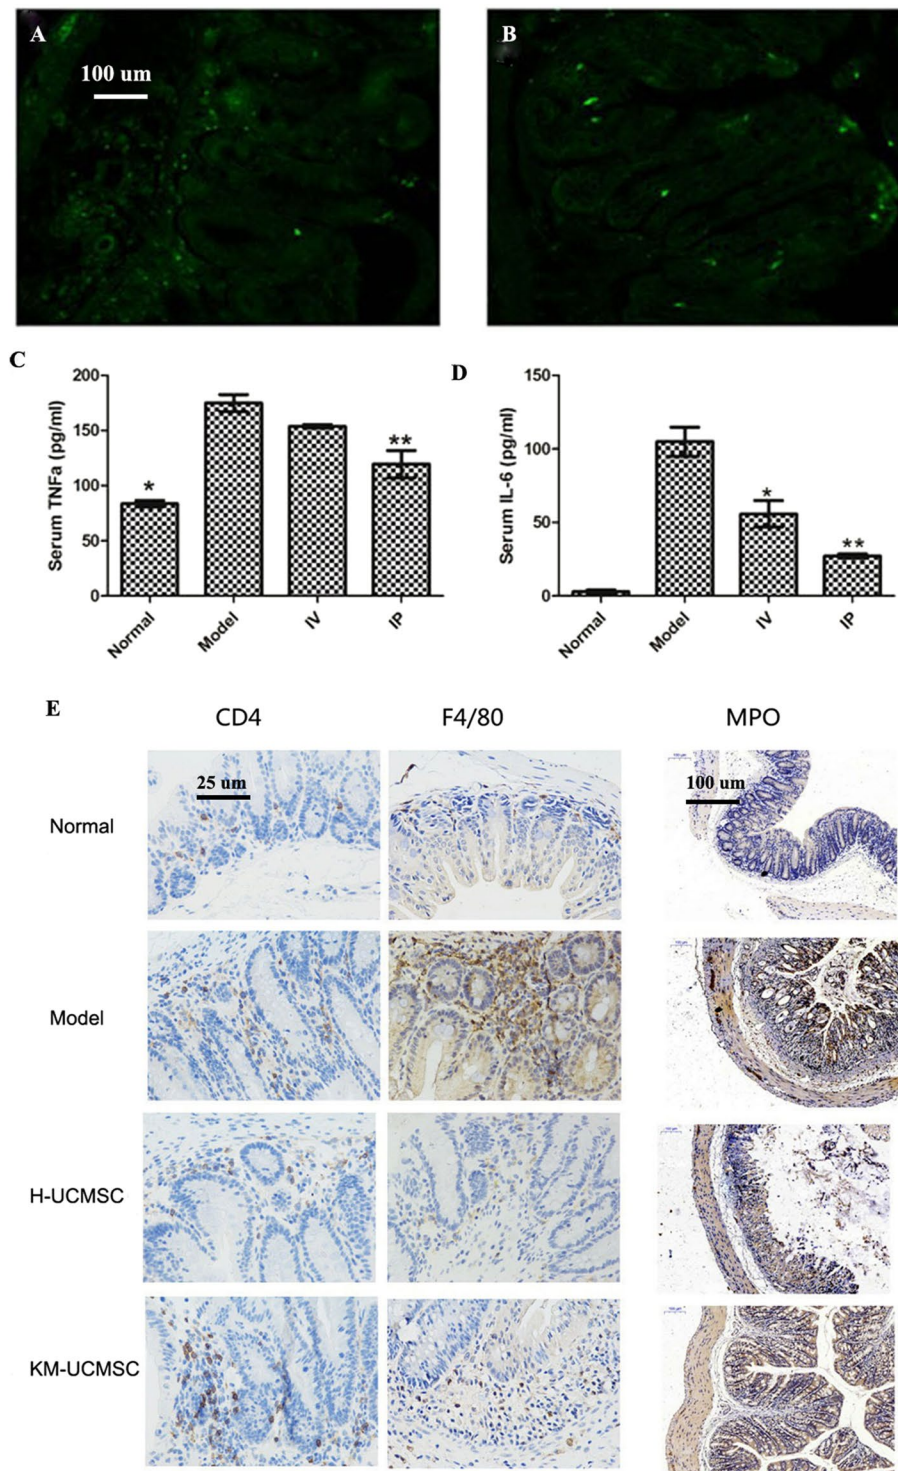 A
B
100 um
C
D
Serum TNFa (pg/ml)
200
150
100
50
0
*
**
Normal
Model
IV
IP
Serum IL-6 (pg/ml)
150
100
50
0
*
**
Normal
Model
IV
IP
E
CD4
F4/80
MPO
25 um
100 um
Normal
Model
H-UCMSC
KM-UCMSC